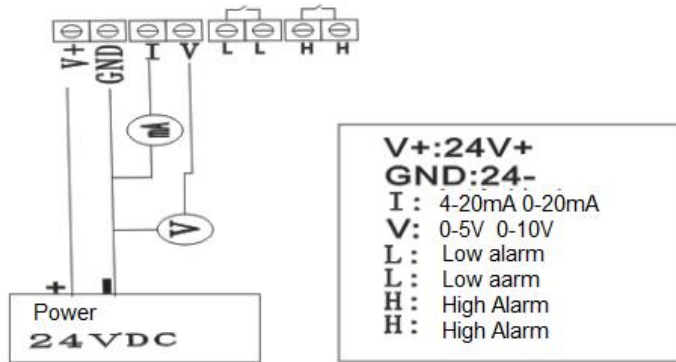 V+ GND I V L L H H
mA
V
+ -
Power
24VDC
V+:24V+
GND:24-
I: 4-20mA 0-20mA
V: 0-5V 0-10V
L: Low alarm
L: Low aarm
H: High Alarm
H: High Alarm